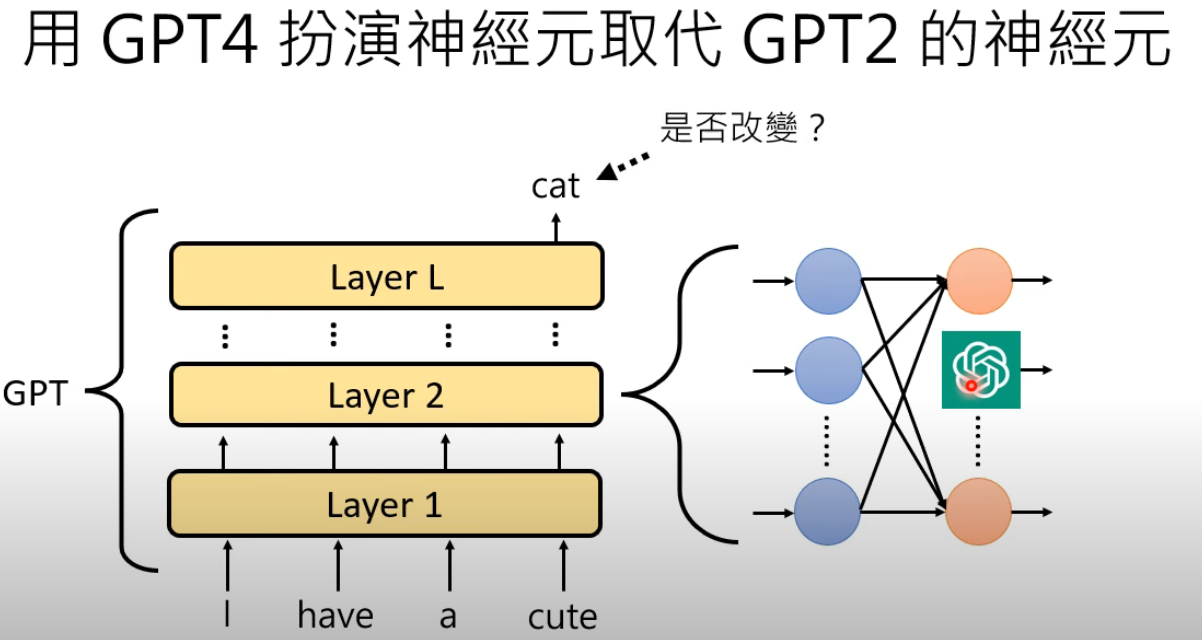 用 GPT4 扮演神經元取代 GPT2 的神經元
是否改變？
cat
Layer L
GPT
Layer 2
Layer 1
I have a cute